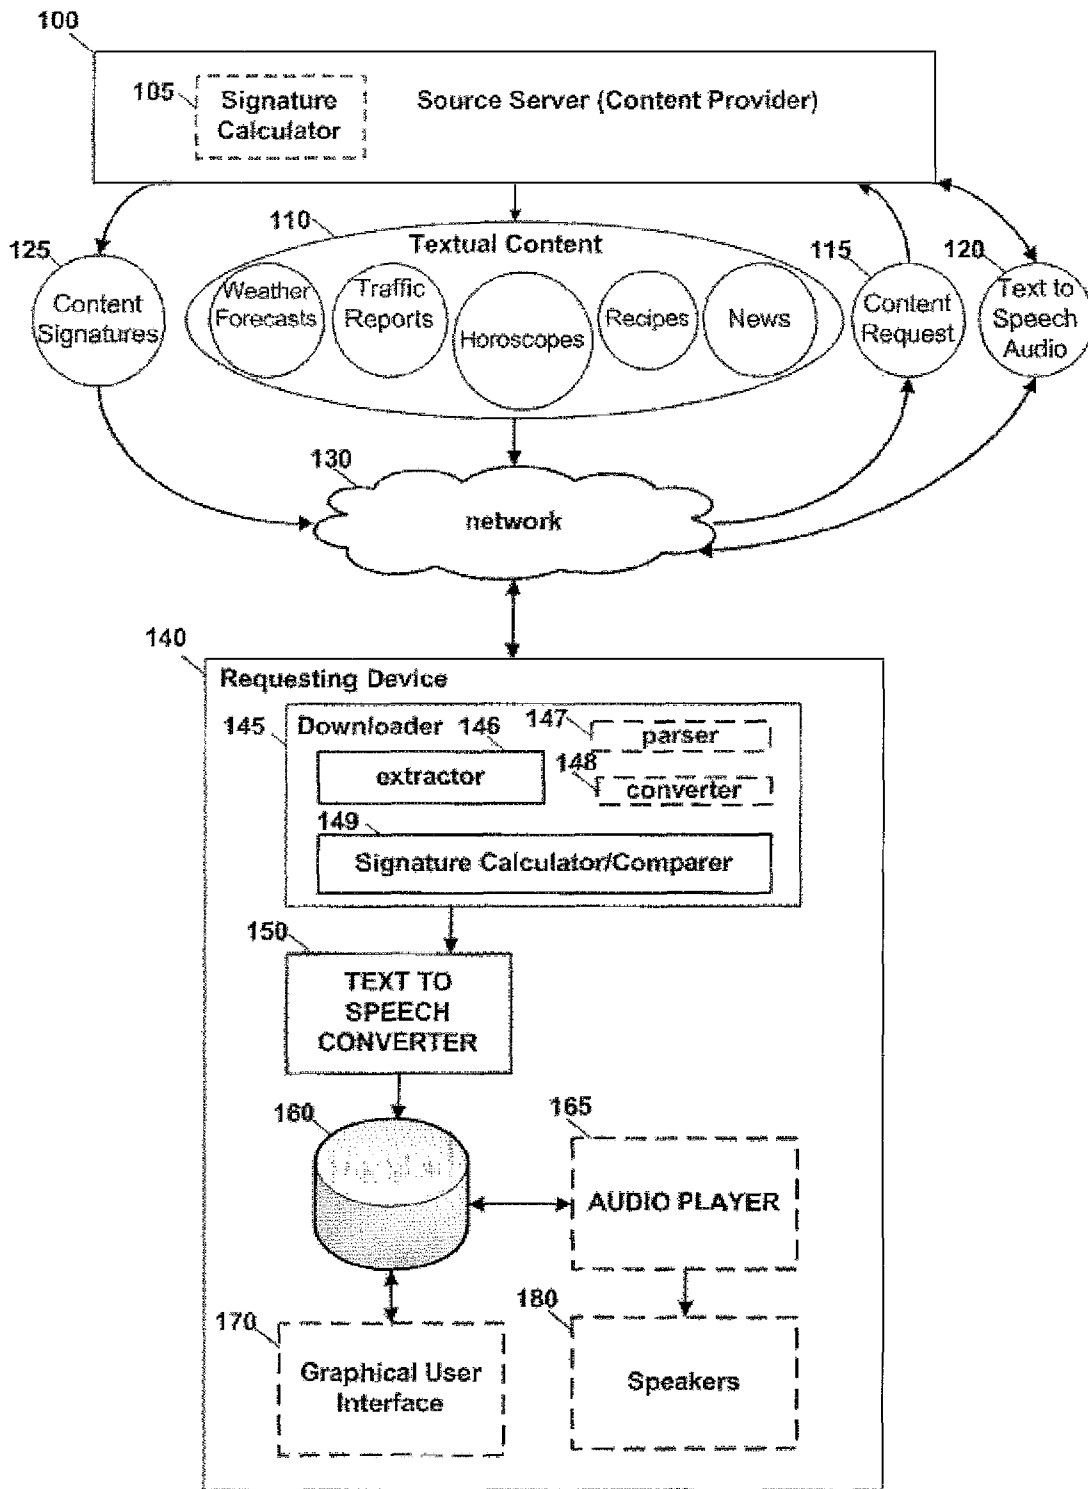 100
105
Signature
Calculator
Source Server (Content Provider)
110
Textual Content
125
115
120
Content
Signatures
Weather
Forecasts
Traffic
Reports
Horoscopes
Recipes
News
Content
Request
Text to
Speech
Audio
130
network
140
Requesting Device
145
Downloader
146
147
parser
extractor
148
converter
149
Signature Calculator/Comparer
150
TEXT TO
SPEECH
CONVERTER
160
165
AUDIO PLAYER
170
180
Graphical User
Interface
Speakers